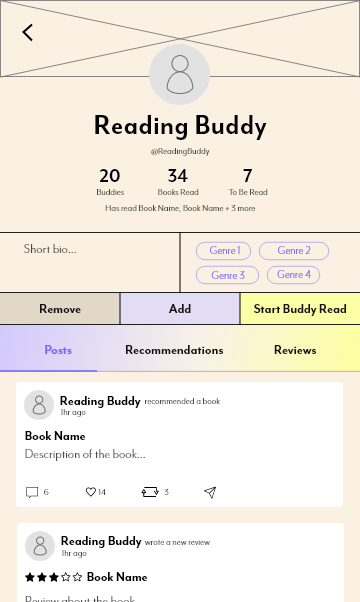 Reading Buddy
@ReadingBuddy
20 34 7
Buddies Books Read To Be Read
Has read Book Name, Book Name + 3 more
Short bio... Genre 1 Genre 2
Genre 3 Genre 4
Remove Add Start Buddy Read
Posts Recommendations Reviews
Reading Buddy recommended a book
1hr ago
Book Name
Description of the book...
6 14 3
Reading Buddy wrote a new review
1hr ago
Book Name
Review about the book